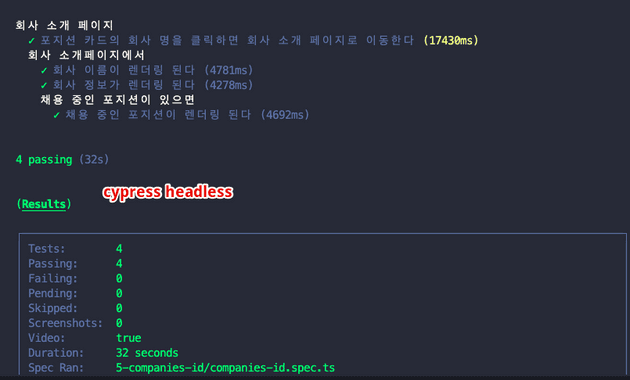 회사 소개 페이지
✓ 포지션 카드의 회사 명을 클릭하면 회사 소개 페이지로 이동한다 (17430ms)
회사 소개페이지에서
✓ 회사 이름이 렌더링 된다 (4781ms)
✓ 회사 정보가 렌더링 된다 (4278ms)
채용 중인 포지션이 있으면
✓ 채용 중인 포지션이 렌더링 된다 (4692ms)
4 passing (32s)
cypress headless
(Results)
Tests: 4
Passing: 4
Failing: 0
Pending: 0
Skipped: 0
Screenshots: 0
Video: true
Duration: 32 seconds
Spec Ran: 5-companies-id/companies-id.spec.ts